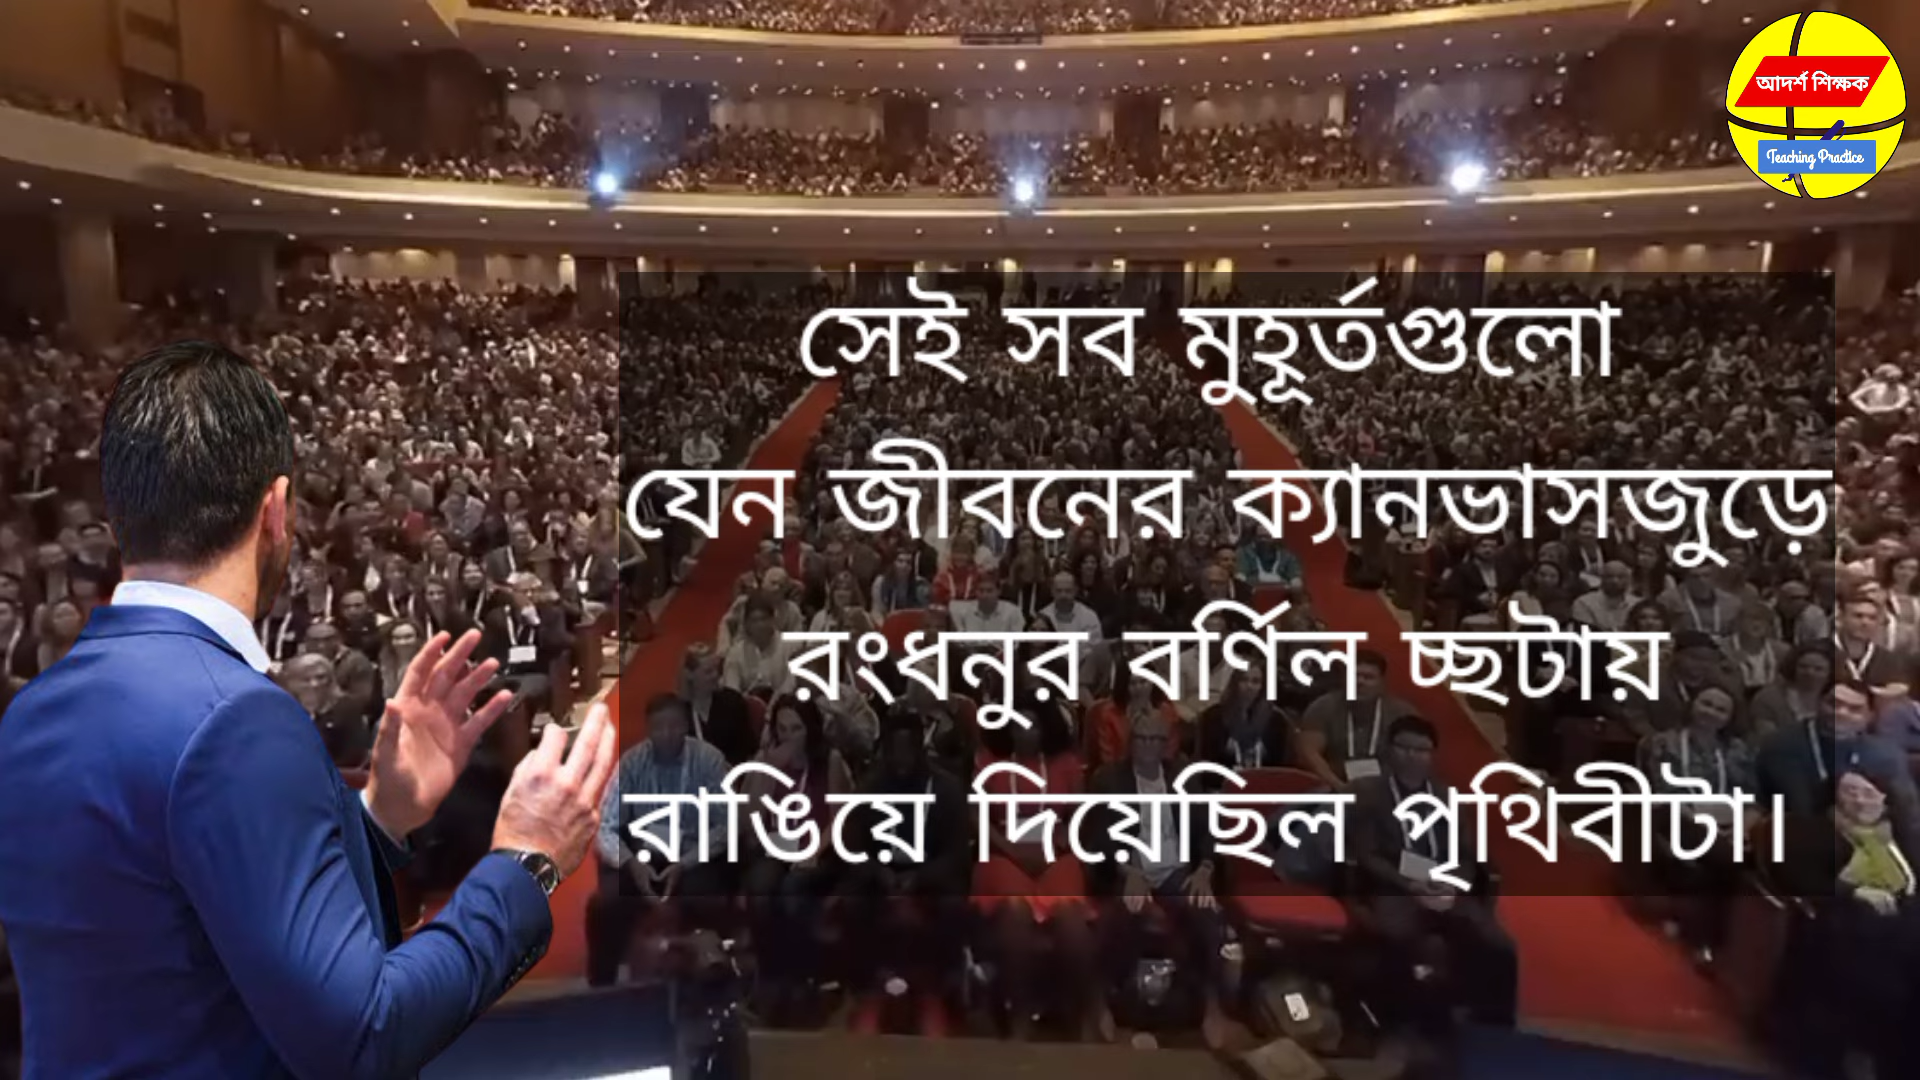 আদর্শ শিক্ষক
Teaching Practice
সেই সব মুহূর্তগুলো
যেন জীবনের ক্যানভাসজুড়ে
রংধনুর বর্ণিল চ্ছটায়
রাঙিয়ে দিয়েছিল পৃথিবীটা।